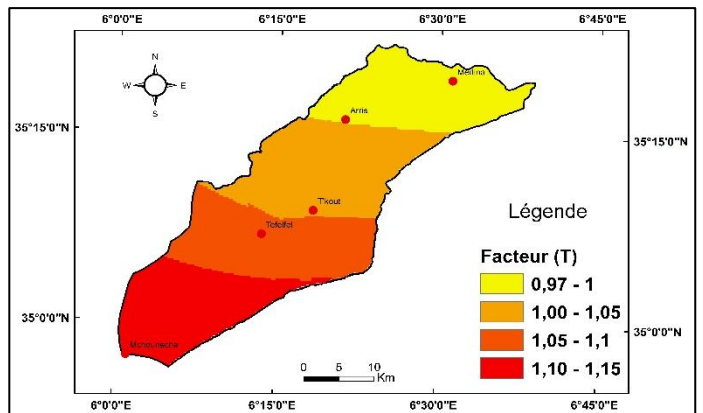 6°0'0"E 6°15'0"E 6°30'0"E 6°45'0"E
N
W E
S
Medina
Arris
35°15'0"N 35°15'0"N
T'kout
Légende
Tefelfel
Facteur (T)
0,97 - 1
1,00 - 1,05
35°0'0"N 35°0'0"N
1,05 - 1,1
1,10 - 1,15
0 5 10
Km
6°0'0"E 6°15'0"E 6°30'0"E 6°45'0"E